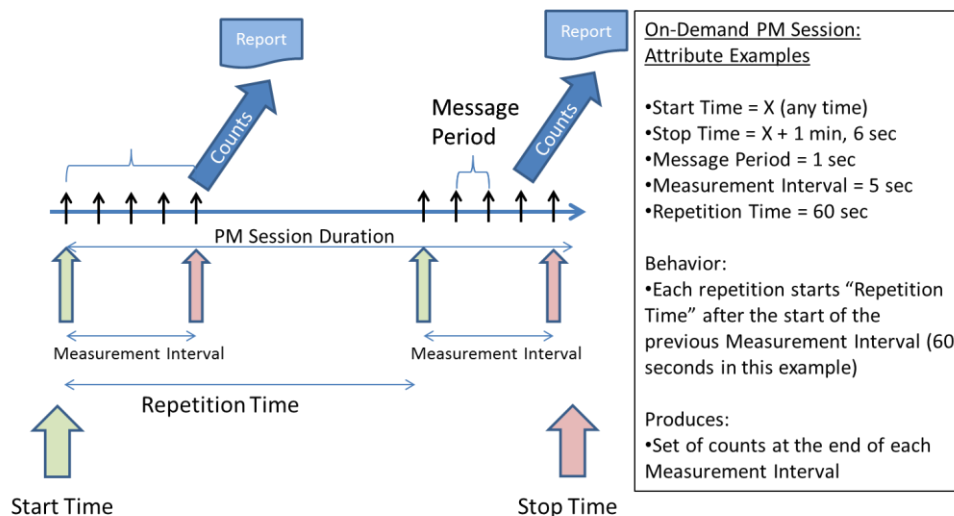 Report
Report
Counts
Counts
Message
Period
PM Session Duration
Measurement Interval
Measurement Interval
Repetition Time
Start Time
Stop Time
On-Demand PM Session:
Attribute Examples
•Start Time = X (any time)
•Stop Time = X + 1 min, 6 sec
•Message Period = 1 sec
•Measurement Interval = 5 sec
•Repetition Time = 60 sec
Behavior:
•Each repetition starts “Repetition
Time” after the start of the
previous Measurement Interval (60
seconds in this example)
Produces:
•Set of counts at the end of each
Measurement Interval